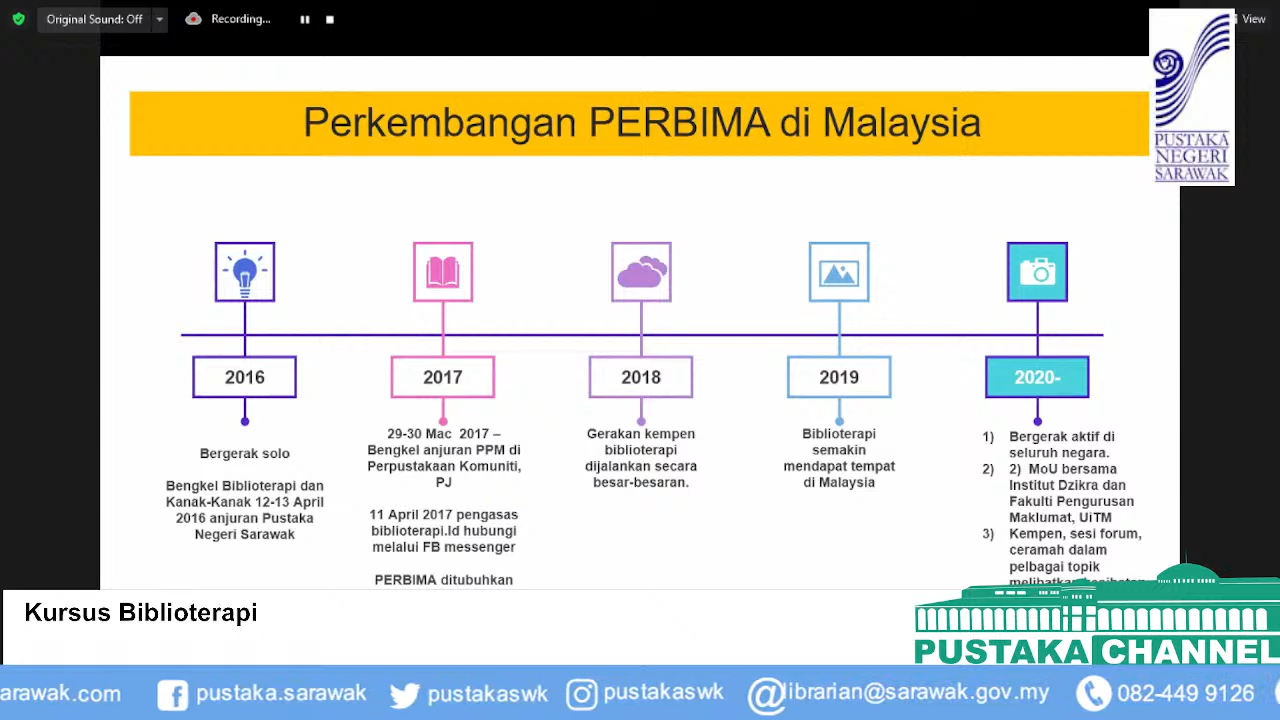 Original Sound: Off
Recording...
View
PUSTAKA
NEGERI
SARAWAK
Perkembangan PERBIMA di Malaysia
2016
Bergerak solo
Bengkel Biblioterapi dan
Kanak-Kanak 12-13 April
2016 anjuran Pustaka
Negeri Sarawak
2017
29-30 Mac 2017 –
Bengkel anjuran PPM di
Perpustakaan Komuniti,
PJ
11 April 2017 pengasas
biblioterapi.Id hubungi
melalui FB messenger
PERBIMA ditubuhkan
2018
Gerakan kempen
biblioterapi
dijalankan secara
besar-besaran.
2019
Biblioterapi
semakin
mendapat tempat
di Malaysia
2020-
1) Bergerak aktif di
seluruh negara.
2) 2) MoU bersama
Institut Dzikra dan
Fakulti Pengurusan
Maklumat, UiTM
3) Kempen, sesi forum,
ceramah dalam
pelbagai topik
Kursus Biblioterapi
PUSTAKA CHANNEL
arawak.com
pustaka.sarawak
pustakaswk
pustakaswk
@librarian@sarawak.gov.my
082-449 9126